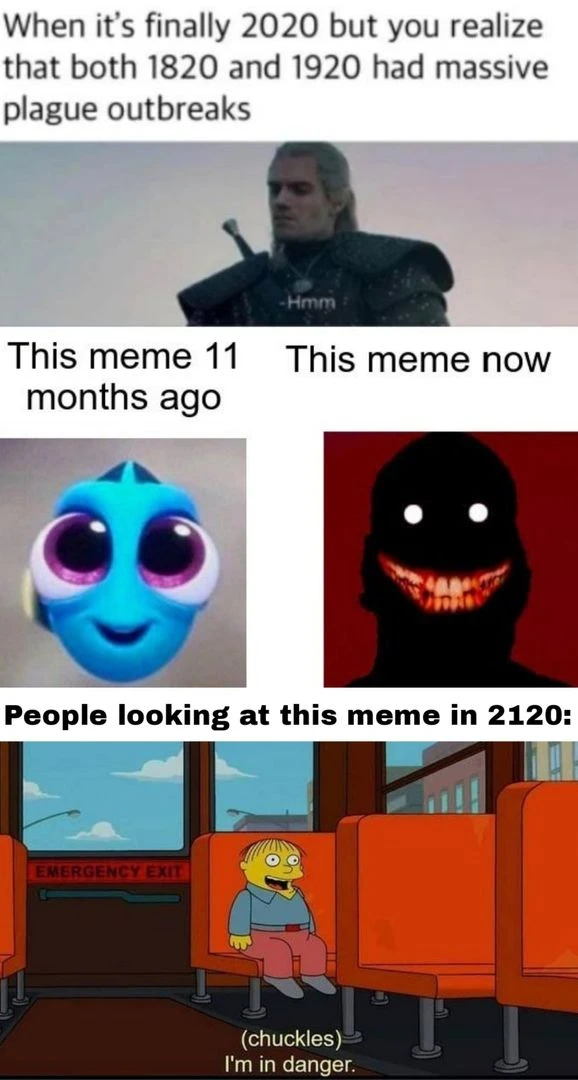 When it's finally 2020 but you realize
that both 1820 and 1920 had massive
plague outbreaks
-Hmm
This meme 11
months ago
This meme now
People looking at this meme in 2120:
EMERGENCY EXIT
(chuckles)
I'm in danger.